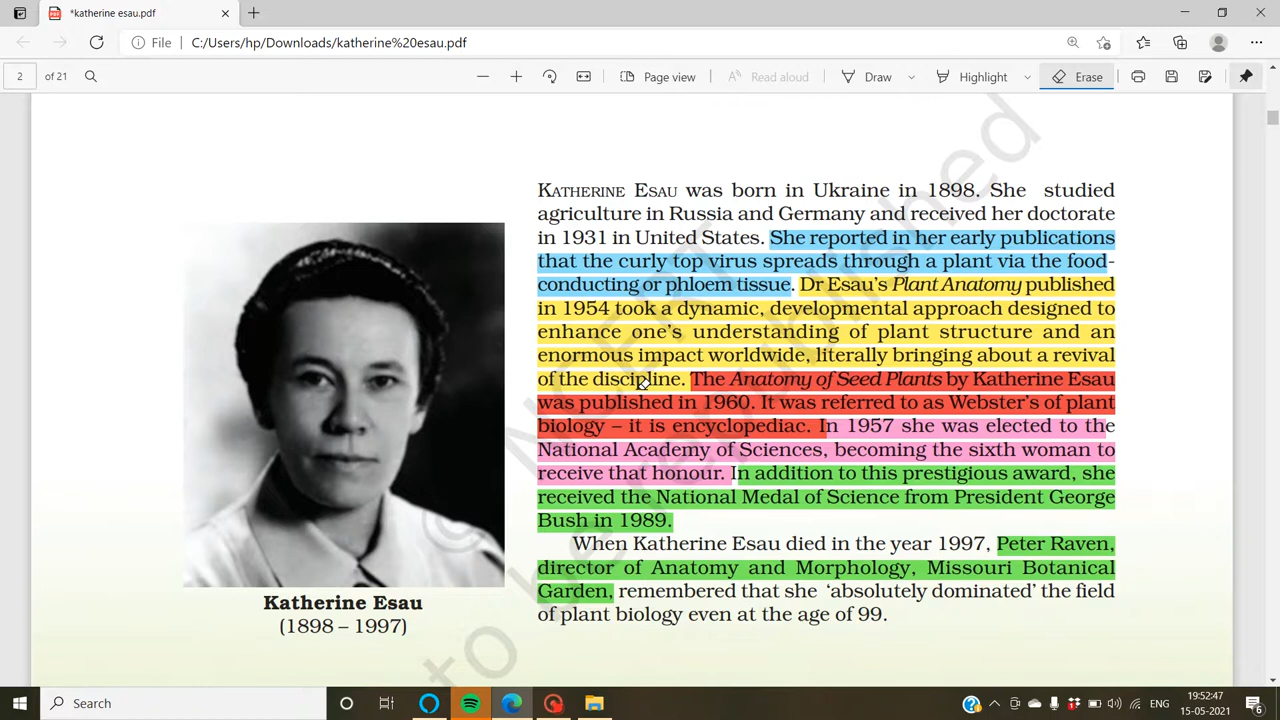 *katherine esau.pdf
File C:/Users/hp/Downloads/katherine%20esau.pdf
2 of 21 Page view Read aloud Draw Highlight Erase
KATHERINE ESAU was born in Ukraine in 1898. She studied
agriculture in Russia and Germany and received her doctorate
in 1931 in United States. She reported in her early publications
that the curly top virus spreads through a plant via the food-
conducting or phloem tissue. Dr Esau's Plant Anatomy published
in 1954 took a dynamic, developmental approach designed to
enhance one's understanding of plant structure and an
enormous impact worldwide, literally bringing about a revival
of the discipline. The Anatomy of Seed Plants by Katherine Esau
was published in 1960. It was referred to as Webster's of plant
biology – it is encyclopediac. In 1957 she was elected to the
National Academy of Sciences, becoming the sixth woman to
receive that honour. In addition to this prestigious award, she
received the National Medal of Science from President George
Bush in 1989.
When Katherine Esau died in the year 1997, Peter Raven,
director of Anatomy and Morphology, Missouri Botanical
Garden, remembered that she 'absolutely dominated' the field
of plant biology even at the age of 99.
Katherine Esau
(1898 – 1997)
to be republished
Search
ENG
19:52:47
15-05-2021
6